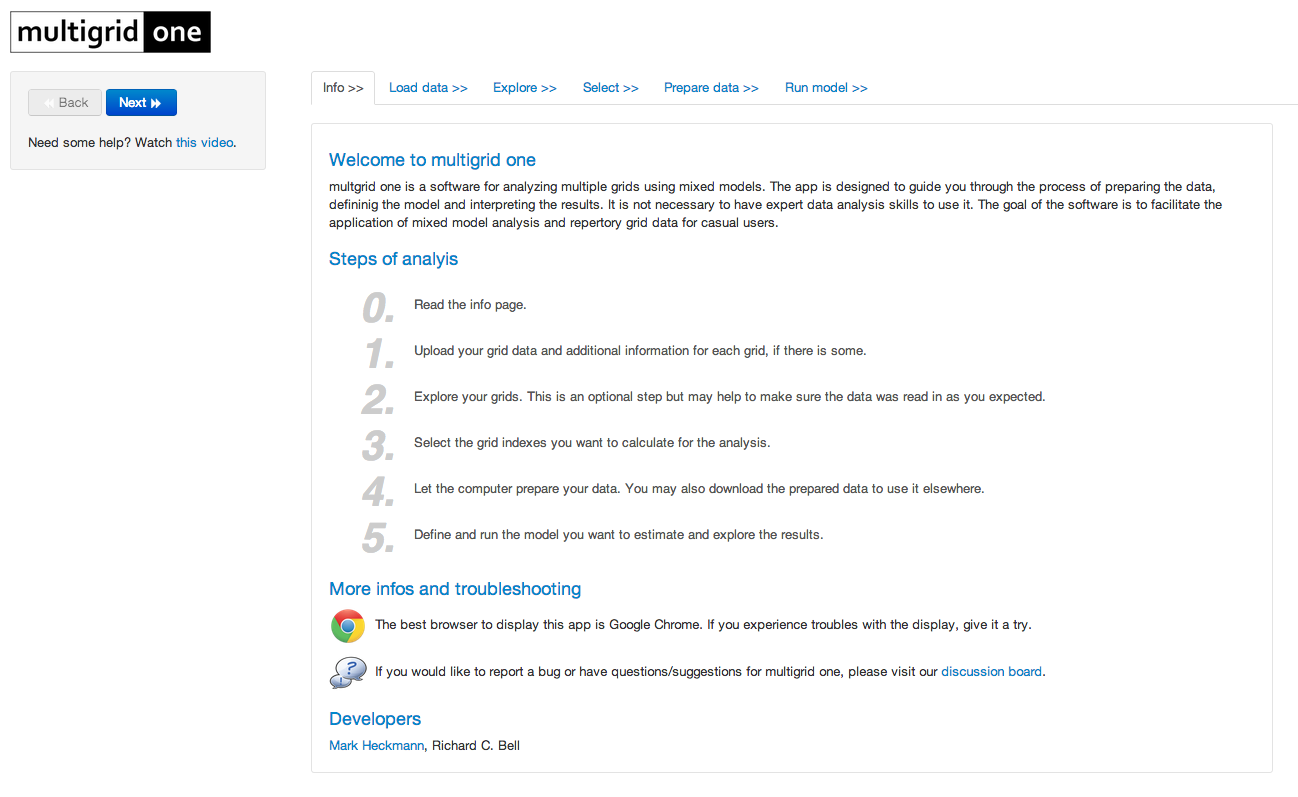 multigrid one
Back Next
Need some help? Watch this video.
Info >> Load data >> Explore >> Select >> Prepare data >> Run model >>
Welcome to multigrid one
multgrid one is a software for analyzing multiple grids using mixed models. The app is designed to guide you through the process of preparing the data,
defininig the model and interpreting the results. It is not necessary to have expert data analysis skills to use it. The goal of the software is to facilitate the
application of mixed model analysis and repertory grid data for casual users.
Steps of analyis
0. Read the info page.
1. Upload your grid data and additional information for each grid, if there is some.
2. Explore your grids. This is an optional step but may help to make sure the data was read in as you expected.
3. Select the grid indexes you want to calculate for the analysis.
4. Let the computer prepare your data. You may also download the prepared data to use it elsewhere.
5. Define and run the model you want to estimate and explore the results.
More infos and troubleshooting
The best browser to display this app is Google Chrome. If you experience troubles with the display, give it a try.
? ! If you would like to report a bug or have questions/suggestions for multigrid one, please visit our discussion board.
Developers
Mark Heckmann, Richard C. Bell